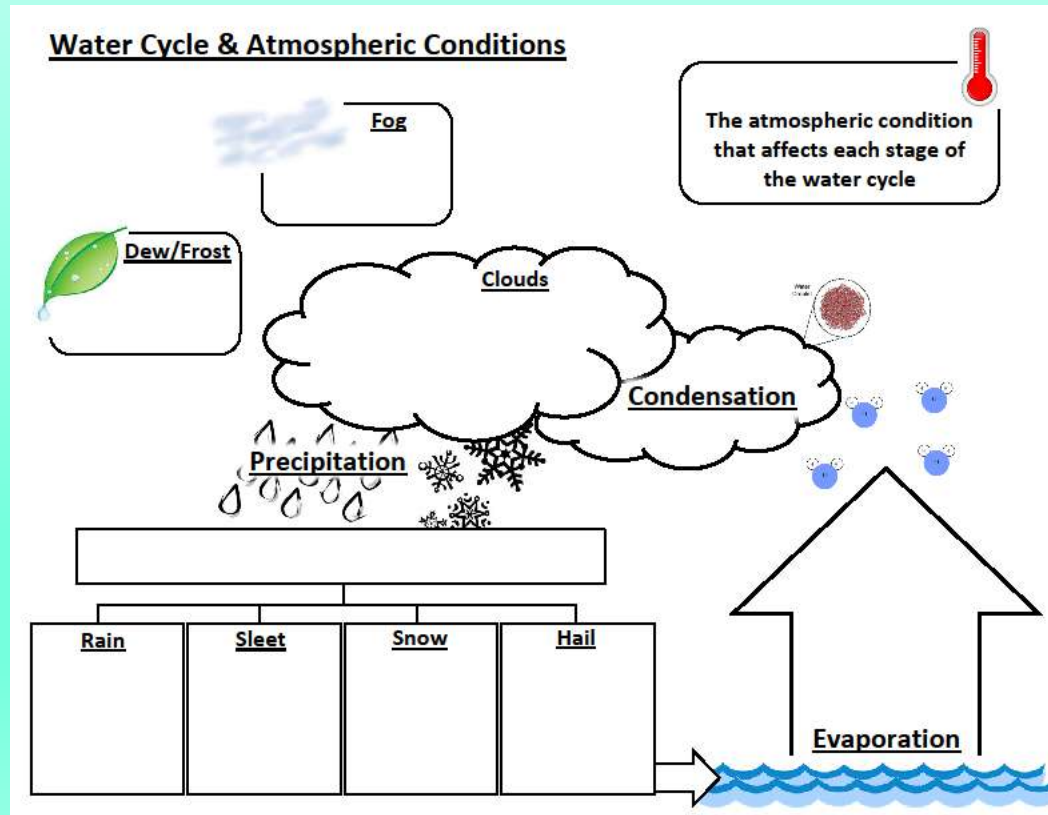 Water Cycle & Atmospheric Conditions
Fog
The atmospheric condition
that affects each stage of
the water cycle
Dew/Frost
Clouds
Water
Condensation
Precipitation
Rain
Sleet
Snow
Hail
Evaporation